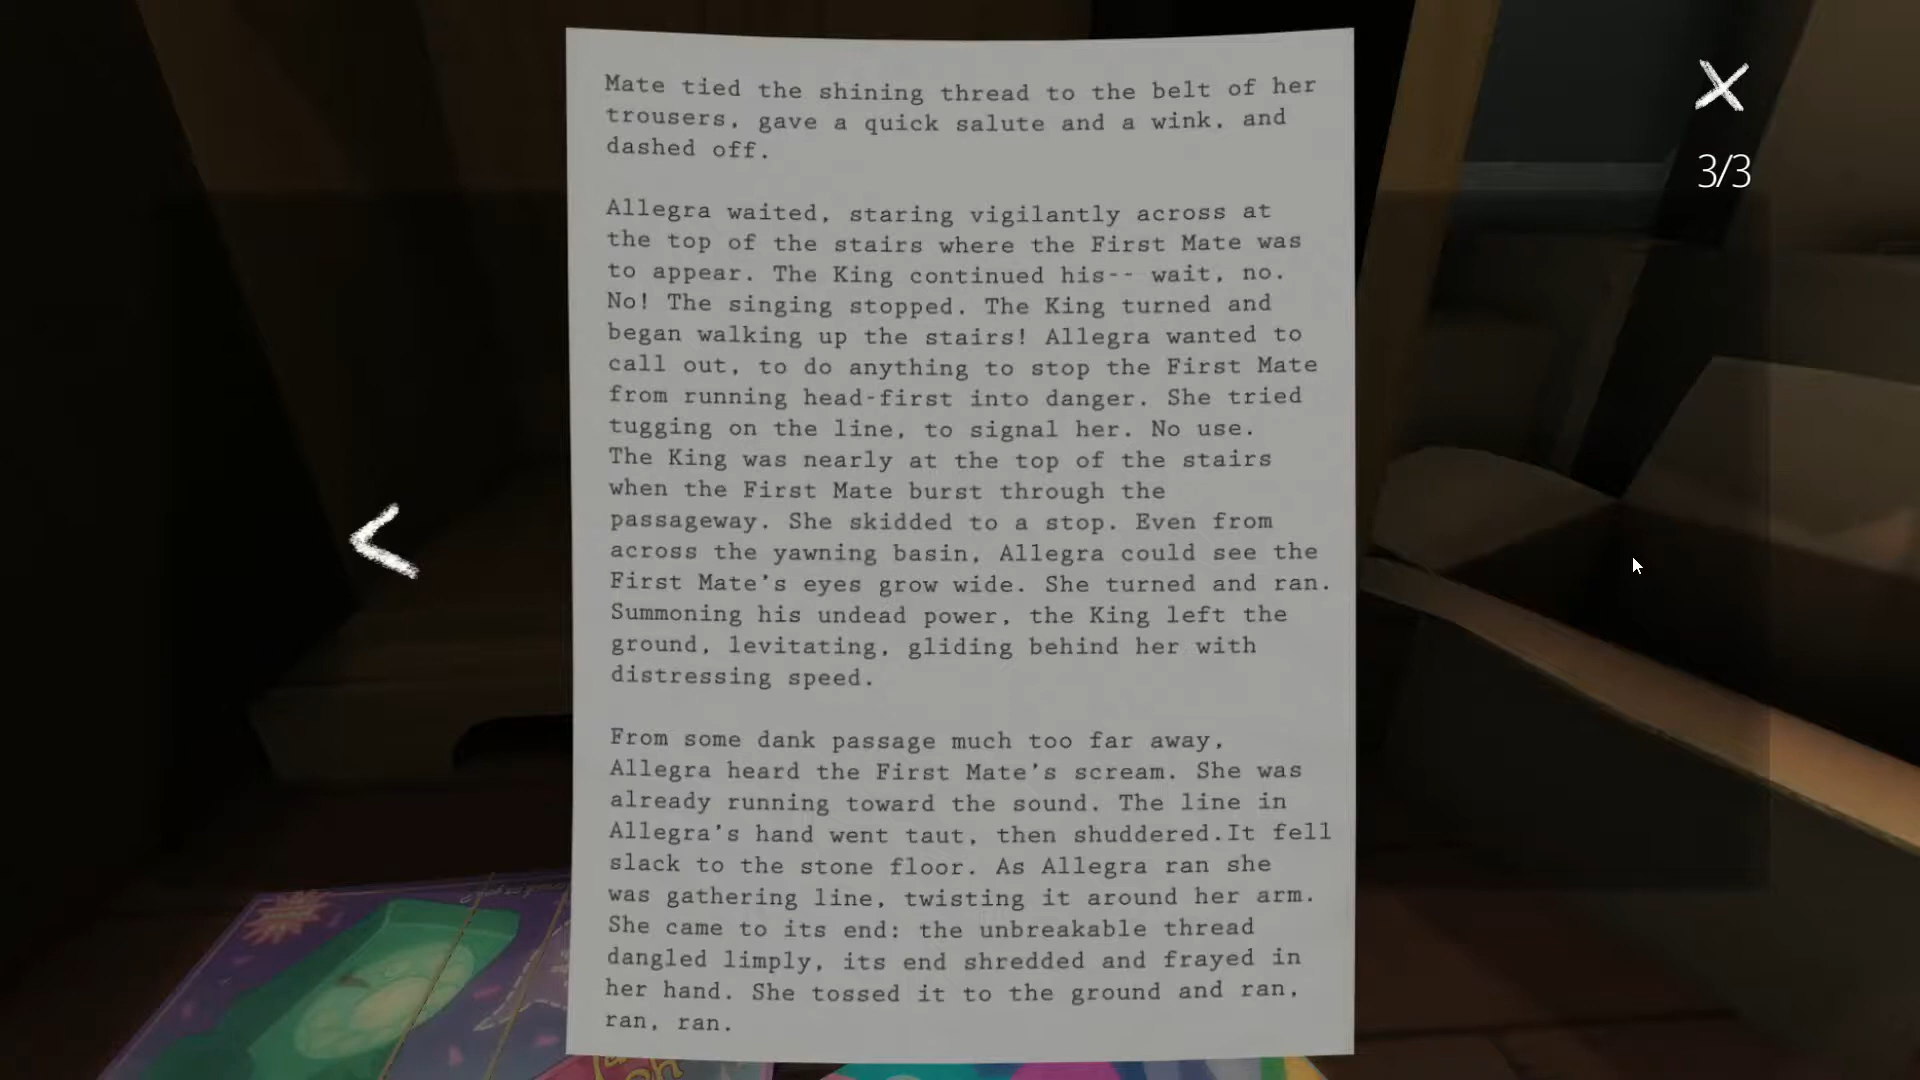 Mate tied the shining thread to the belt of her
trousers, gave a quick salute and a wink, and
dashed off.
Allegra waited, staring vigilantly across at
the top of the stairs where the First Mate was
to appear. The King continued his-- wait, no.
No! The singing stopped. The King turned and
began walking up the stairs! Allegra wanted to
call out, to do anything to stop the First Mate
from running head-first into danger. She tried
tugging on the line, to signal her. No use.
The King was nearly at the top of the stairs
when the First Mate burst through the
passageway. She skidded to a stop. Even from
across the yawning basin, Allegra could see the
First Mate's eyes grow wide. She turned and ran.
Summoning his undead power, the King left the
ground, levitating, gliding behind her with
distressing speed.
From some dank passage much too far away,
Allegra heard the First Mate's scream. She was
already running toward the sound. The line in
Allegra's hand went taut, then shuddered.It fell
slack to the stone floor. As Allegra ran she
was gathering line, twisting it around her arm.
She came to its end: the unbreakable thread
dangled limply, its end shredded and frayed in
her hand. She tossed it to the ground and ran,
ran, ran.
3/3